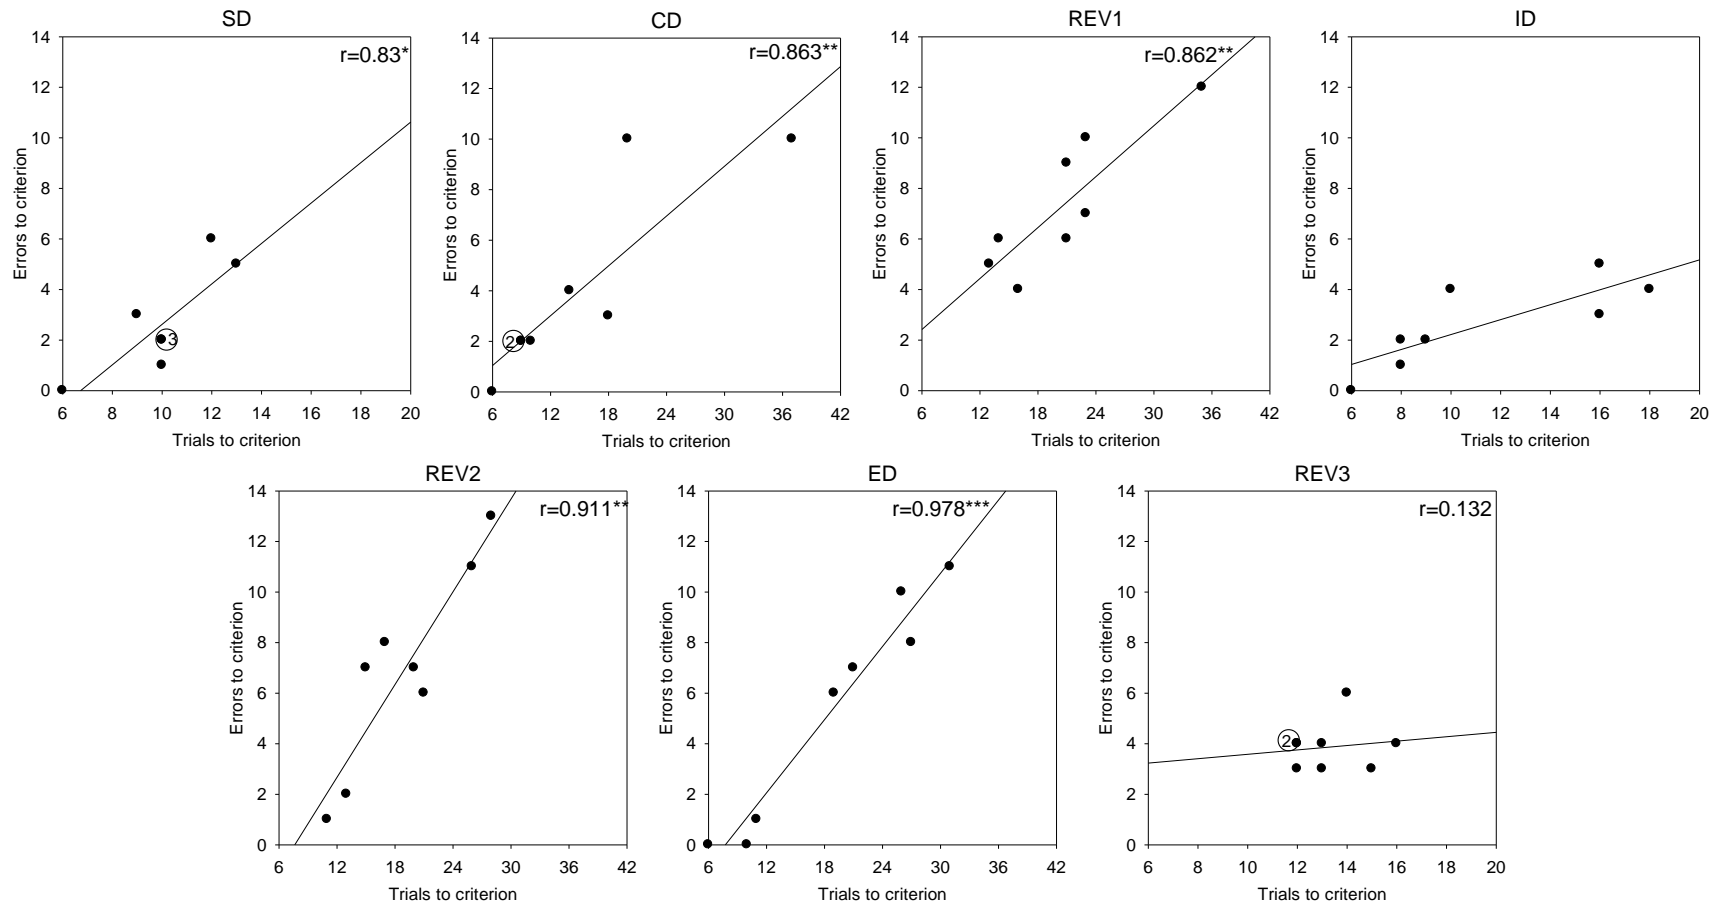 SD
r=0.83*
14
12
10
8
6
4
2
0
3
6 8 10 12 14 16 18 20
Errors to criterion
Trials to criterion
CD
r=0.863**
14
12
10
8
6
4
2
0
2
6 12 18 24 30 36 42
Errors to criterion
Trials to criterion
REV1
r=0.862**
14
12
10
8
6
4
2
0
6 12 18 24 30 36 42
Errors to criterion
Trials to criterion
ID
14
12
10
8
6
4
2
0
6 8 10 12 14 16 18 20
Errors to criterion
Trials to criterion
REV2
r=0.911**
14
12
10
8
6
4
2
0
6 12 18 24 30 36 42
Errors to criterion
Trials to criterion
ED
r=0.978***
14
12
10
8
6
4
2
0
6 12 18 24 30 36 42
Errors to criterion
Trials to criterion
REV3
r=0.132
14
12
10
8
6
4
2
0
2
6 8 10 12 14 16 18 20
Errors to criterion
Trials to criterion